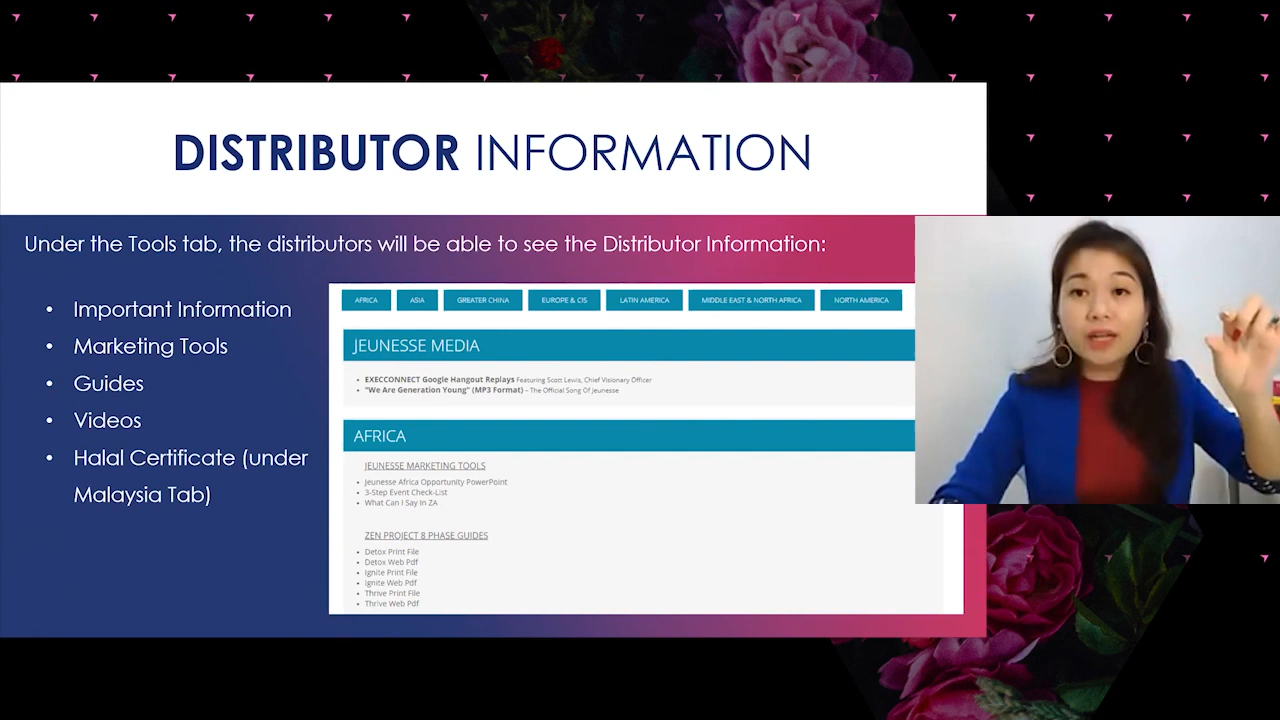 DISTRIBUTOR INFORMATION
Under the Tools tab, the distributors will be able to see the Distributor Information:
• Important Information
• Marketing Tools
• Guides
• Videos
• Halal Certificate (under
Malaysia Tab)
AFRICA ASIA GREATER CHINA EUROPE & CIS LATIN AMERICA MIDDLE EAST & NORTH AFRICA NORTH AMERICA
JEUNESSE MEDIA
• EXECCONNECT Google Hangout Replays Featuring Scott Lewis, Chief Visionary Officer
• "We Are Generation Young" (MP3 Format) – The Official Song Of Jeunesse
AFRICA
JEUNESSE MARKETING TOOLS
• Jeunesse Africa Opportunity PowerPoint
• 3-Step Event Check-List
• What Can I Say In ZA
ZEN PROJECT 8 PHASE GUIDES
• Detox Print File
• Detox Web Pdf
• Ignite Print File
• Ignite Web Pdf
• Thrive Print File
• Thrive Web Pdf